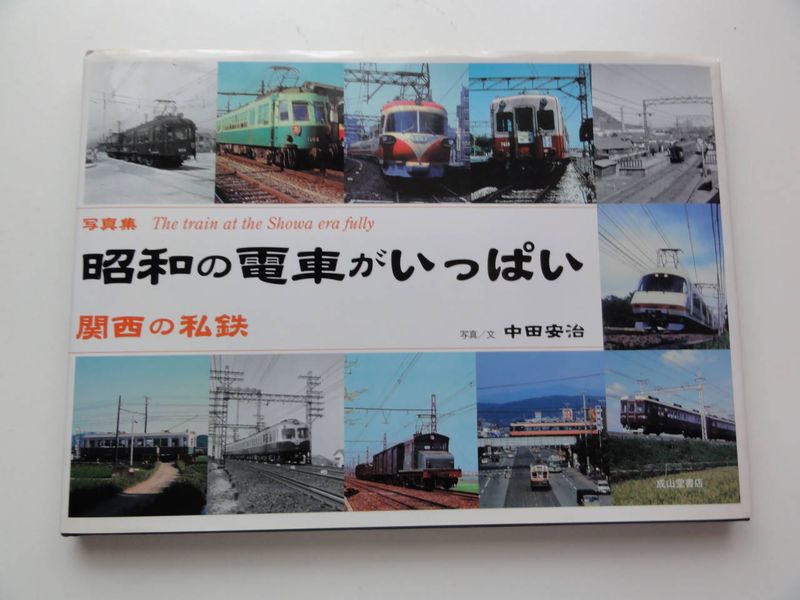 写真集 The train at the Showa era fully
昭和の電車がいっぱい
関西の私鉄
写真/文 中田安治
成山堂書店